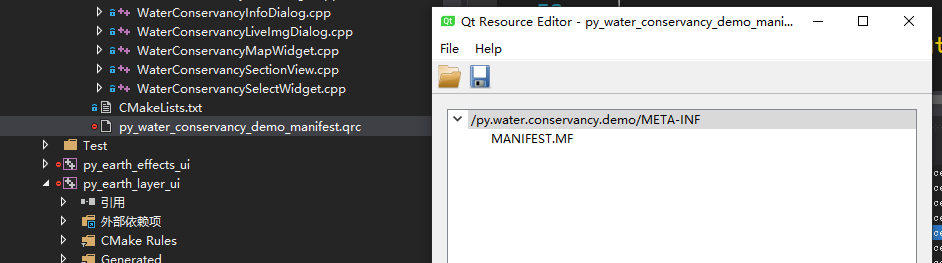 WaterConservancyInfoDialog.cpp
WaterConservancyLiveImgDialog.cpp
WaterConservancyMapWidget.cpp
WaterConservancySectionView.cpp
WaterConservancySelectWidget.cpp
CMakeLists.txt
py_water_conservancy_demo_manifest.qrc
Test
py_earth_effects_ui
py_earth_layer_ui
引用
外部依赖项
CMake Rules
Generated
Qt Resource Editor - py_water_conservancy_demo_mani...
File Help
/py.water.conservancy.demo/META-INF
MANIFEST.MF